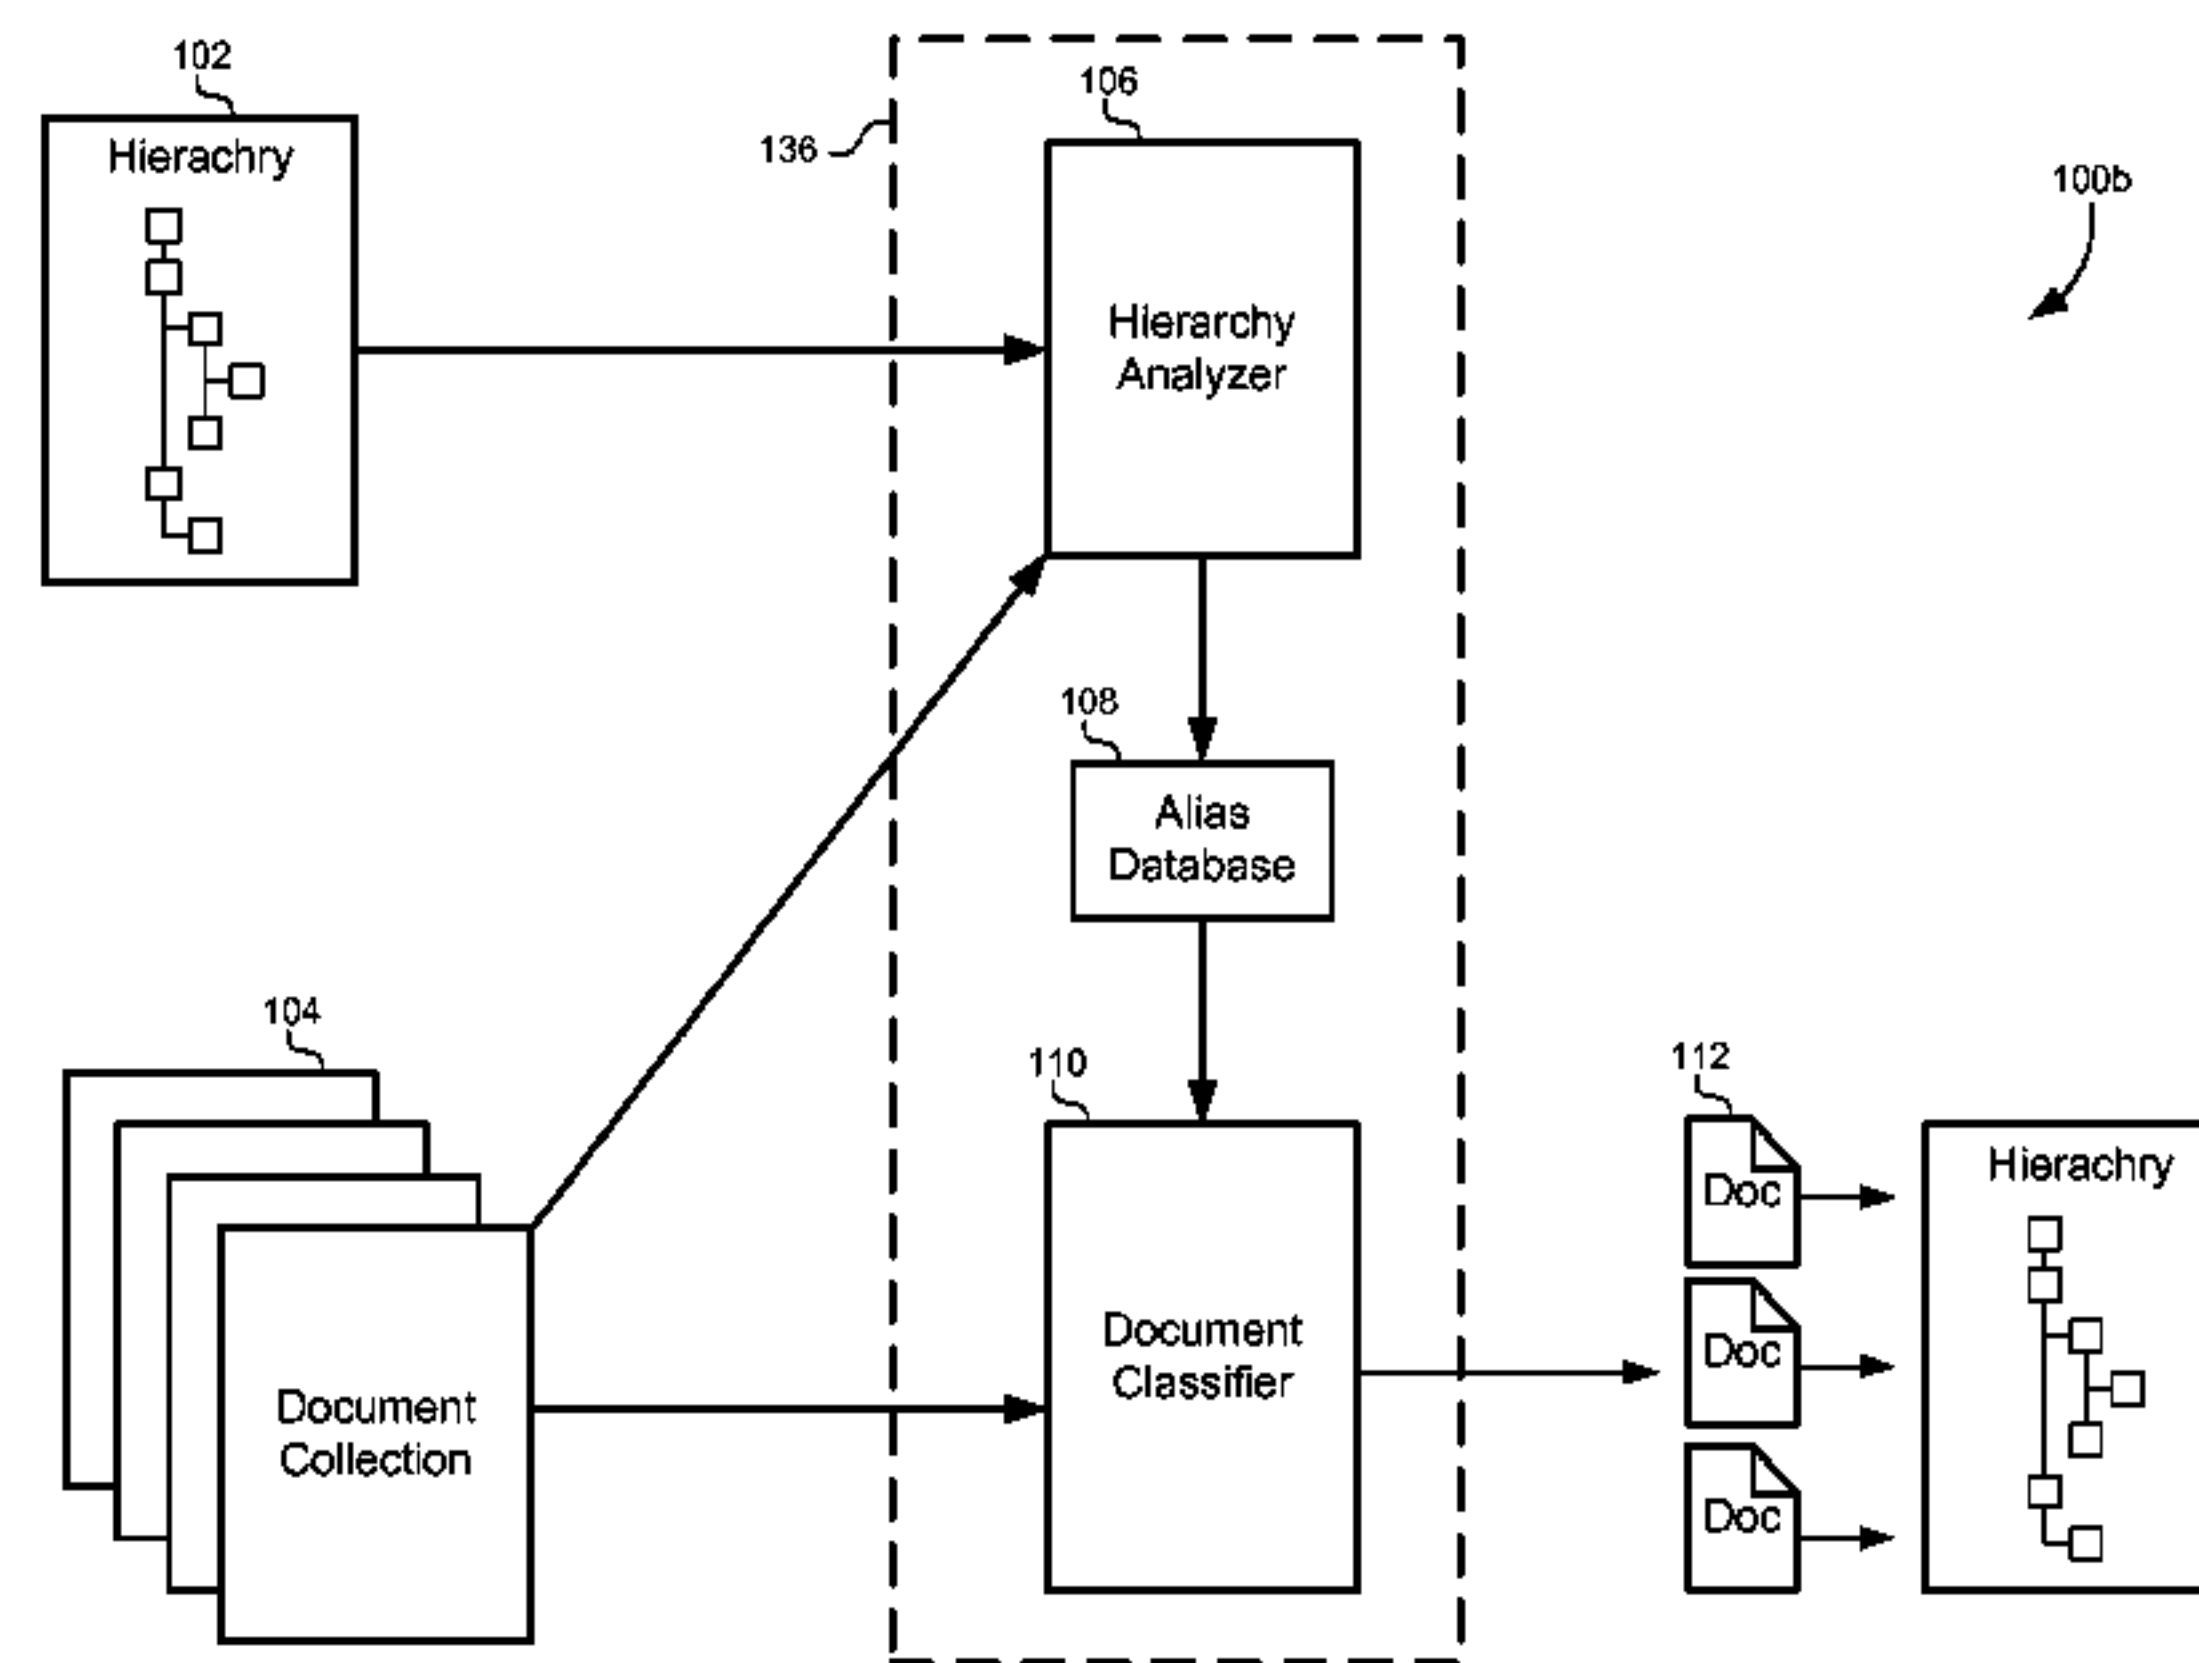 102
Hierachry
136
106
Hierarchy
Analyzer
100b
108
Alias
Database
104
Document
Collection
110
Document
Classifier
112
Doc
Doc
Doc
Hierachry